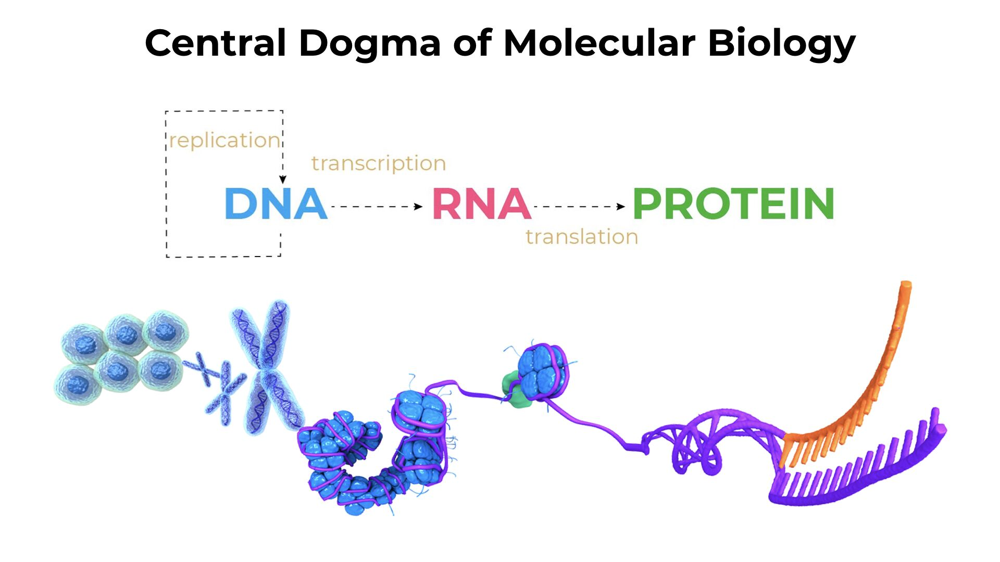 Central Dogma of Molecular Biology
replication
transcription
DNA RNA PROTEIN
translation